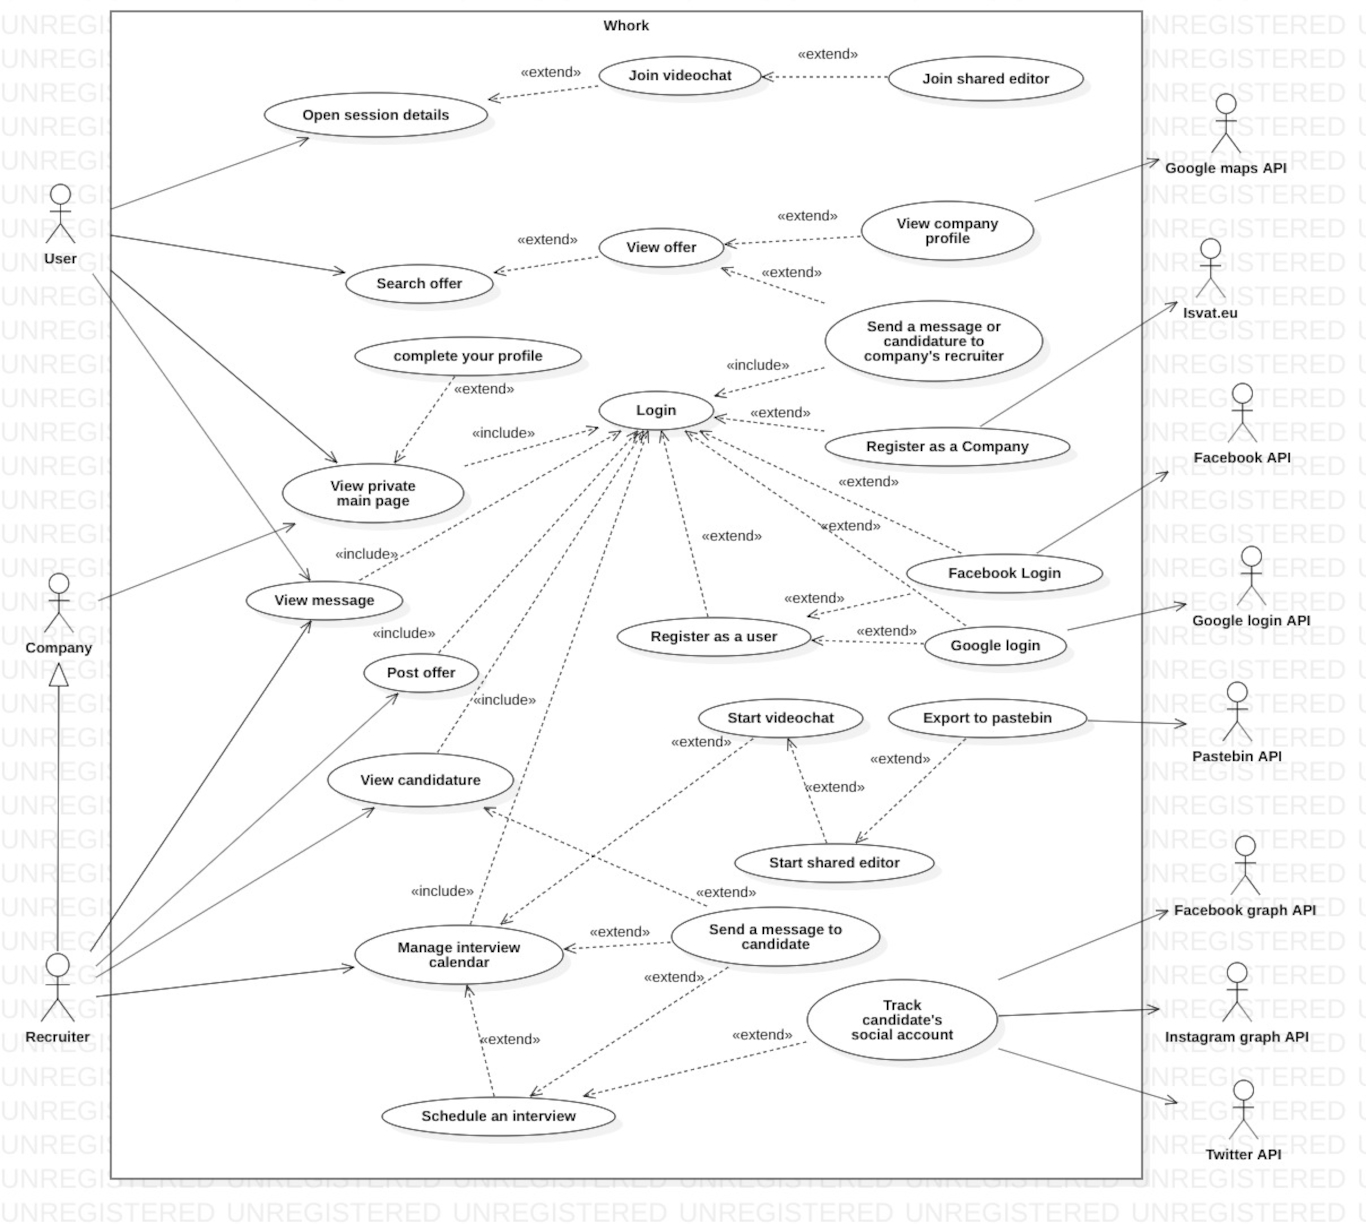 Whork
«extend»
Join videochat
«extend»
Join shared editor
Open session details
Google maps API
«extend»
View company
profile
«extend»
View offer
User
Search offer
«extend»
Isvat.eu
Send a message or
candidature to
company's recruiter
complete your profile
«extend»
«include»
Login
«extend»
«include»
Register as a Company
Facebook API
«extend»
View private
main page
«extend»
«extend»
«include»
Facebook Login
View message
«extend»
Google login API
Company
«include»
Register as a user
«extend»
Google login
Post offer
«include»
Start videochat
Export to pastebin
«extend»
«extend»
Pastebin API
View candidature
«extend»
Start shared editor
«include»
«extend»
Facebook graph API
Send a message to
candidate
«extend»
Manage interview
calendar
«extend»
Track
candidate's
social account
Recruiter
«extend»
«extend»
Instagram graph API
Schedule an interview
Twitter API
UNREGISTERED UNREGISTERED UNREGISTERED UNREGISTERED UNREGISTERED UNREGISTERED